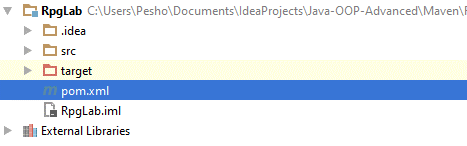 RpgLab C:\Users\Pesho\Documents\IdeaProjects\Java-OOP-Advanced\Maven\
.idea
src
target
m pom.xml
RpgLab.iml
External Libraries